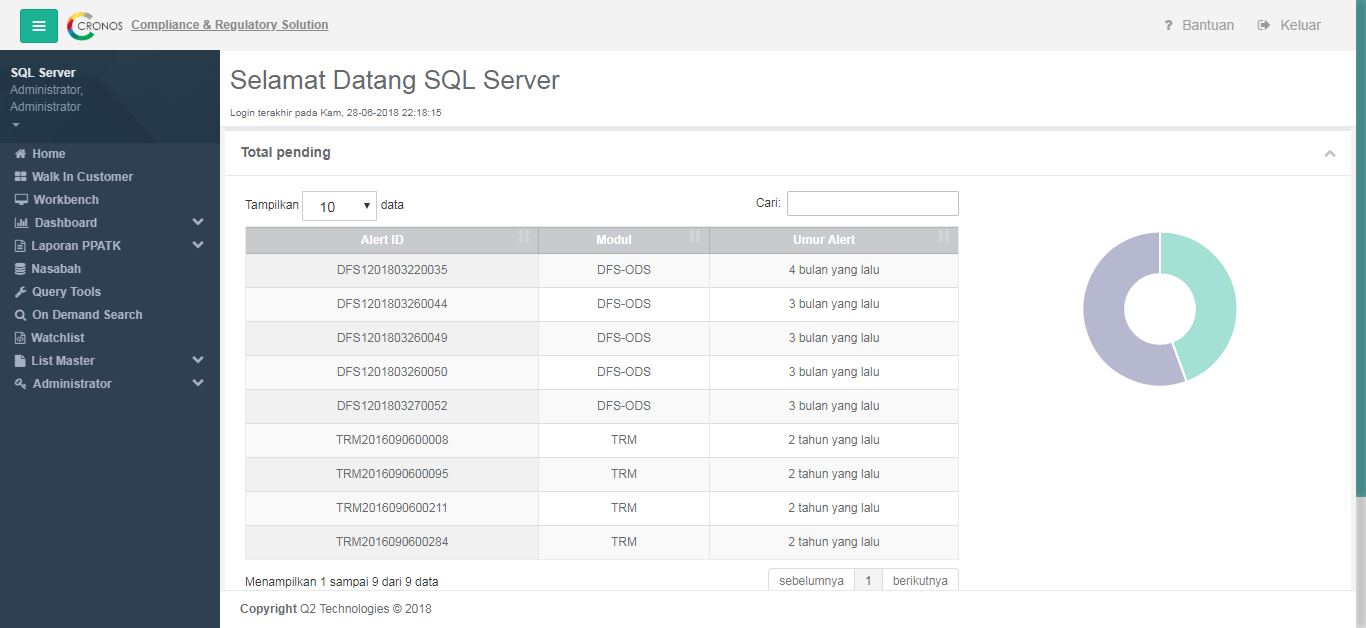 CRONOS Compliance & Regulatory Solution
? Bantuan Keluar
SQL Server
Administrator,
Administrator
Home
Walk In Customer
Workbench
Dashboard
Laporan PPATK
Nasabah
Query Tools
On Demand Search
Watchlist
List Master
Administrator
Selamat Datang SQL Server
Login terakhir pada Kam, 28-06-2018 22:18:15
Total pending
Tampilkan 10 data Cari:
Alert ID Modul Umur Alert
DFS1201803220035 DFS-ODS 4 bulan yang lalu
DFS1201803260044 DFS-ODS 3 bulan yang lalu
DFS1201803260049 DFS-ODS 3 bulan yang lalu
DFS1201803260050 DFS-ODS 3 bulan yang lalu
DFS1201803270052 DFS-ODS 3 bulan yang lalu
TRM2016090600008 TRM 2 tahun yang lalu
TRM2016090600095 TRM 2 tahun yang lalu
TRM2016090600211 TRM 2 tahun yang lalu
TRM2016090600284 TRM 2 tahun yang lalu
Menampilkan 1 sampai 9 dari 9 data sebelumnya 1 berikutnya
Copyright Q2 Technologies © 2018